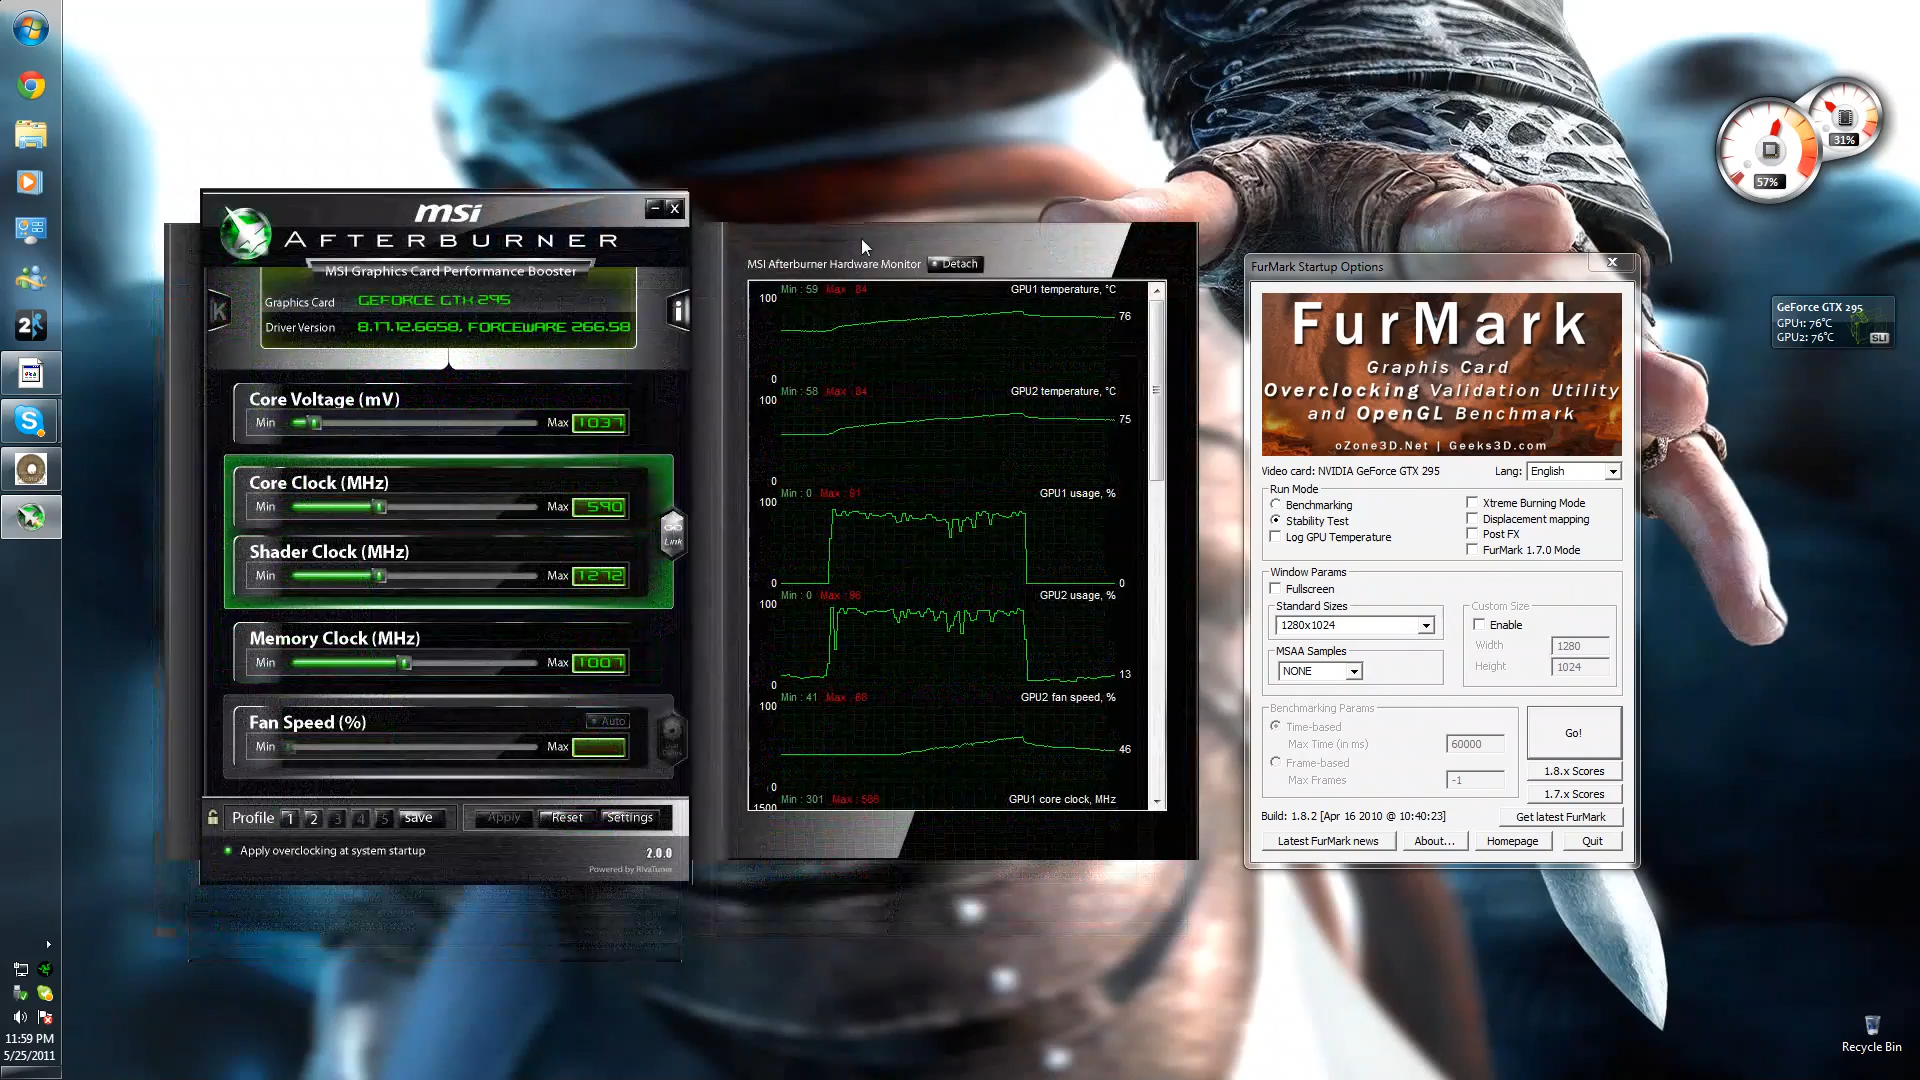 msi
AFTERBURNER
MSI Graphics Card Performance Booster
Graphics Card GEFORCE GTX 295
Driver Version 8.17.12.6658, FORCEWARE 266.58
K
i
Core Voltage (mV)
Min Max 1037
Core Clock (MHz)
Min Max 590
Link
Shader Clock (MHz)
Min Max 1272
Memory Clock (MHz)
Min Max 1007
Fan Speed (%)
Auto
Min Max
Profile 1 2 3 4 5 save Apply Reset Settings
Apply overclocking at system startup
2.0.0
Powered by RivaTuner
MSI Afterburner Hardware Monitor Detach
Min : 59 Max : 84 GPU1 temperature, °C
100
76
0
Min : 58 Max : 84 GPU2 temperature, °C
100
75
0
Min : 0 Max : 91 GPU1 usage, %
100
0 0
Min : 0 Max : 96 GPU2 usage, %
100
13
0
Min : 41 Max : 68 GPU2 fan speed, %
100
46
0
Min : 301 Max : 586 GPU1 core clock, MHz
1500
FurMark Startup Options
X
FurMark
Graphis Card
Overclocking Validation Utility
and OpenGL Benchmark
oZone3D.Net | Geeks3D.com
Video card: NVIDIA GeForce GTX 295 Lang: English
Run Mode
Benchmarking
Stability Test
Log GPU Temperature
Xtreme Burning Mode
Displacement mapping
Post FX
FurMark 1.7.0 Mode
Window Params
Fullscreen
Standard Sizes
1280x1024
MSAA Samples
NONE
Custom Size
Enable
Width 1280
Height 1024
Benchmarking Params
Time-based
Max Time (in ms) 60000
Frame-based
Max Frames -1
Go!
1.8.x Scores
1.7.x Scores
Build: 1.8.2 [Apr 16 2010 @ 10:40:23] Get latest FurMark
Latest FurMark news About... Homepage Quit
31%
57%
GeForce GTX 295
GPU1: 76°C
GPU2: 76°C
SLI
Recycle Bin
11:59 PM
5/25/2011